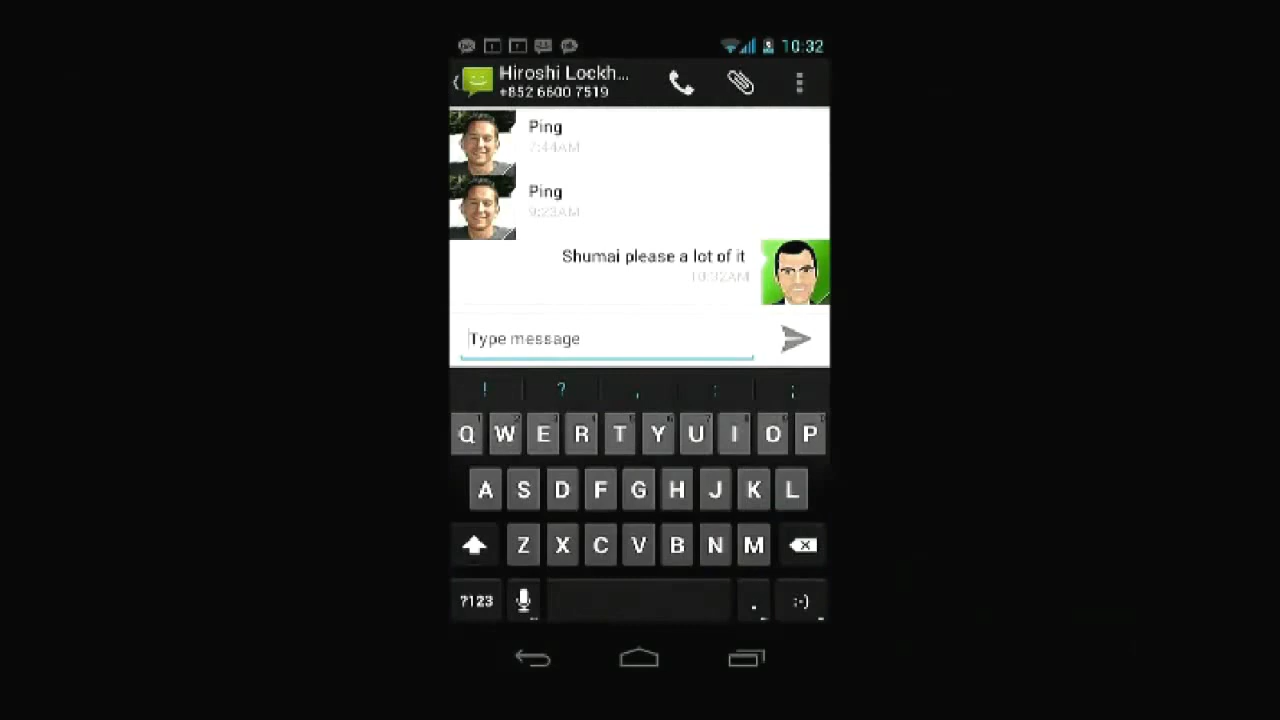 10:32
Hiroshi Lockh...
+852 6600 7519
Ping
7:44AM
Ping
9:23AM
Shumai please a lot of it
10:32AM
Type message
! ? , : ;
Q W E R T Y U I O P
A S D F G H J K L
Z X C V B N M
?123 . :-)